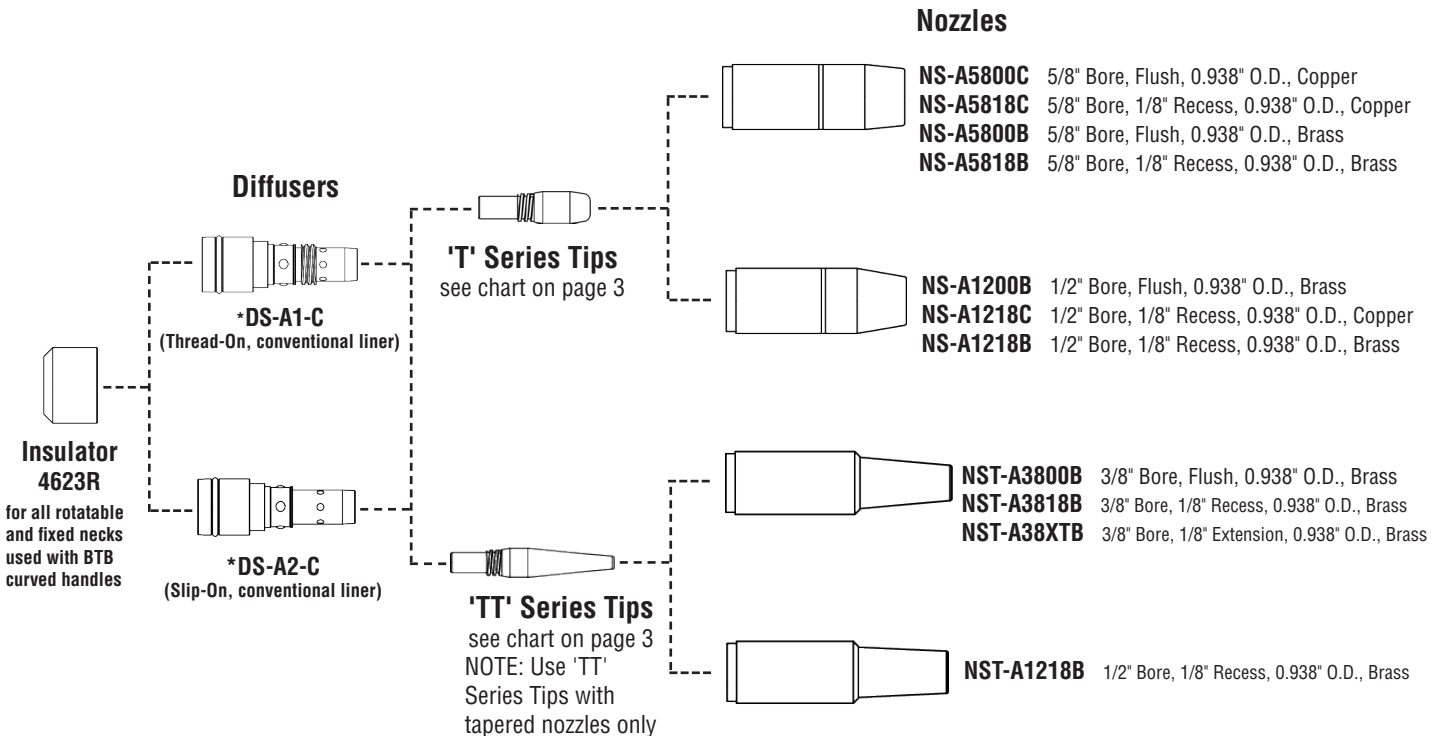 Nozzles
NS-A5800C 5/8" Bore, Flush, 0.938" O.D., Copper
NS-A5818C 5/8" Bore, 1/8" Recess, 0.938" O.D., Copper
NS-A5800B 5/8" Bore, Flush, 0.938" O.D., Brass
NS-A5818B 5/8" Bore, 1/8" Recess, 0.938" O.D., Brass
Diffusers
*DS-A1-C
(Thread-On, conventional liner)
'T' Series Tips
see chart on page 3
NS-A1200B 1/2" Bore, Flush, 0.938" O.D., Brass
NS-A1218C 1/2" Bore, 1/8" Recess, 0.938" O.D., Copper
NS-A1218B 1/2" Bore, 1/8" Recess, 0.938" O.D., Brass
Insulator
4623R
for all rotatable
and fixed necks
used with BTB
curved handles
*DS-A2-C
(Slip-On, conventional liner)
NST-A3800B 3/8" Bore, Flush, 0.938" O.D., Brass
NST-A3818B 3/8" Bore, 1/8" Recess, 0.938" O.D., Brass
NST-A38XTB 3/8" Bore, 1/8" Extension, 0.938" O.D., Brass
'TT' Series Tips
see chart on page 3
NOTE: Use 'TT'
Series Tips with
tapered nozzles only
NST-A1218B 1/2" Bore, 1/8" Recess, 0.938" O.D., Brass